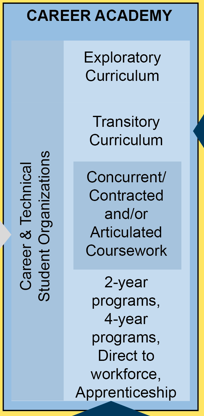 CAREER ACADEMY
Career & Technical
Student Organizations
Exploratory
Curriculum
Transitory
Curriculum
Concurrent/
Contracted
and/or
Articulated
Coursework
2-year
programs,
4-year
programs,
Direct to
workforce,
Apprenticeship